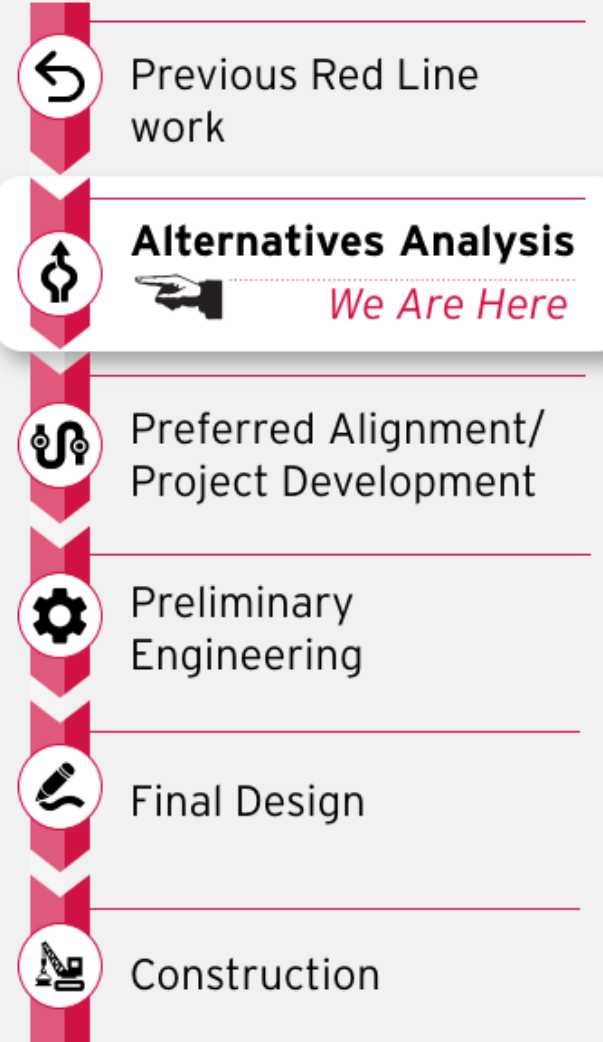 Previous Red Line
work
Alternatives Analysis
We Are Here
Preferred Alignment/
Project Development
Preliminary
Engineering
Final Design
Construction